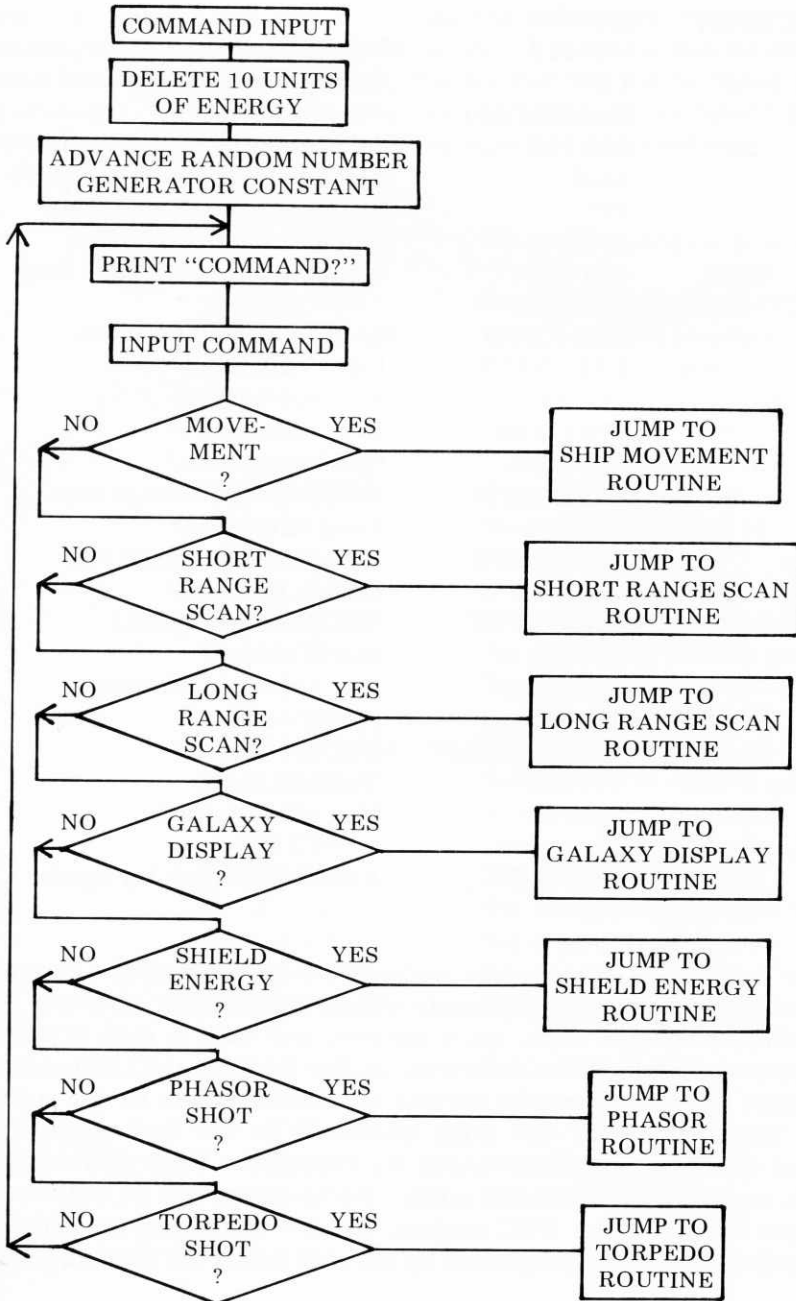 COMMAND INPUT
DELETE 10 UNITS
OF ENERGY
ADVANCE RANDOM NUMBER
GENERATOR CONSTANT
PRINT “COMMAND?”
INPUT COMMAND
NO
MOVE-
MENT
?
YES
JUMP TO
SHIP MOVEMENT
ROUTINE
NO
SHORT
RANGE
SCAN?
YES
JUMP TO
SHORT RANGE SCAN
ROUTINE
NO
LONG
RANGE
SCAN?
YES
JUMP TO
LONG RANGE SCAN
ROUTINE
NO
GALAXY
DISPLAY
?
YES
JUMP TO
GALAXY DISPLAY
ROUTINE
NO
SHIELD
ENERGY
?
YES
JUMP TO
SHIELD ENERGY
ROUTINE
NO
PHASOR
SHOT
?
YES
JUMP TO
PHASOR
ROUTINE
NO
TORPEDO
SHOT
?
YES
JUMP TO
TORPEDO
ROUTINE